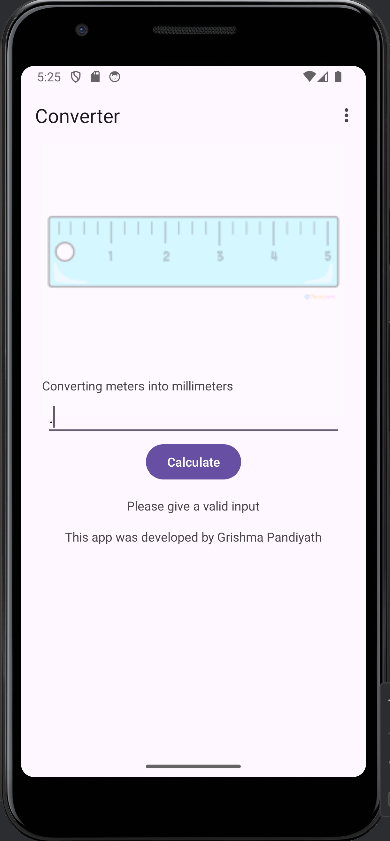 5:25
Converter
1 2 3 4 5
Converting meters into millimeters
.
Calculate
Please give a valid input
This app was developed by Grishma Pandiyath